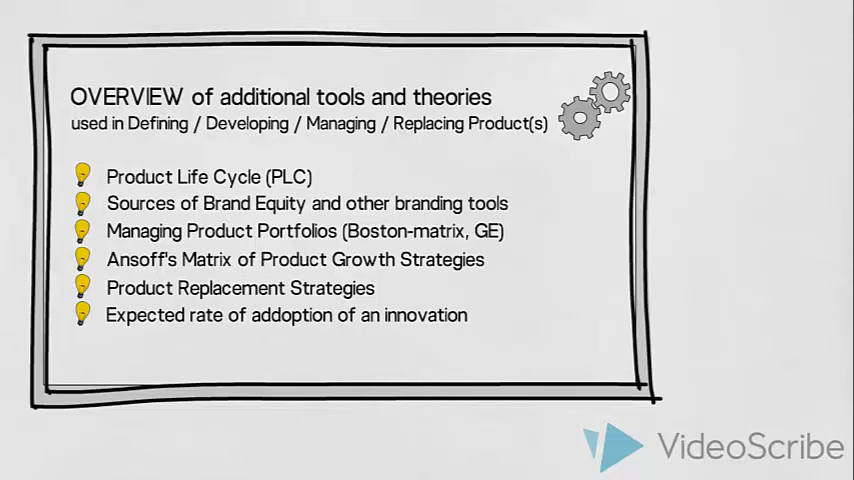 OVERVIEW of additional tools and theories
used in Defining / Developing / Managing / Replacing Product(s)
Product Life Cycle (PLC)
Sources of Brand Equity and other branding tools
Managing Product Portfolios (Boston-matrix, GE)
Ansoff's Matrix of Product Growth Strategies
Product Replacement Strategies
Expected rate of addoption of an innovation
VideoScribe